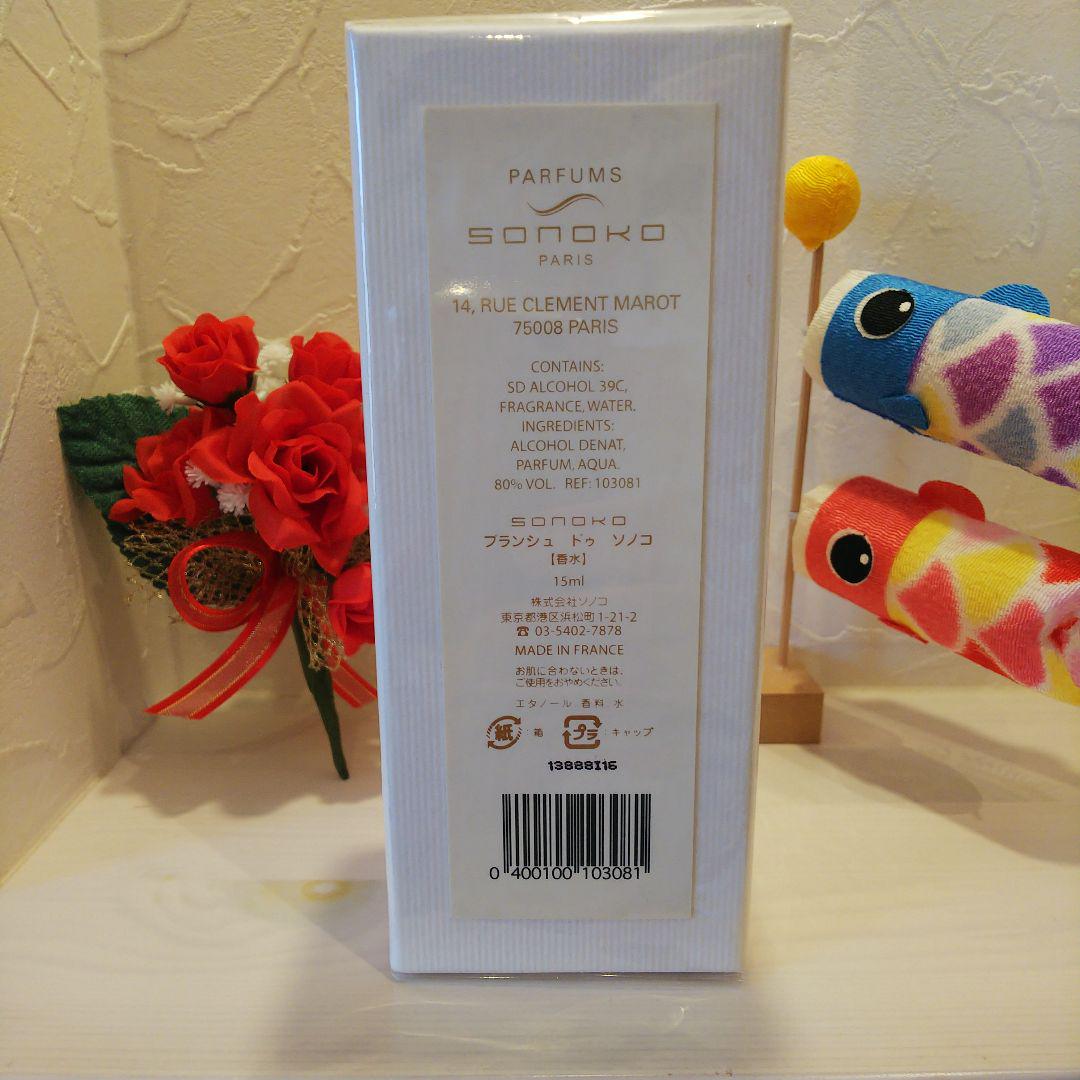 PARFUMS
SONOKO
PARIS
14, RUE CLEMENT MAROT
75008 PARIS
CONTAINS:
SD ALCOHOL 39C,
FRAGRANCE, WATER.
INGREDIENTS:
ALCOHOL DENAT,
PARFUM, AQUA.
80% VOL. REF: 103081
SONOKO
ブランシュ ドゥ ソノコ
【香水】
15ml
株式会社ソノコ
東京都港区浜松町1-21-2
☎ 03-5402-7878
MADE IN FRANCE
お肌に合わないときは、
ご使用をおやめください。
エタノール 香料 水
紙 : 箱 プラ : キャップ
13888I16
0 400100 103081